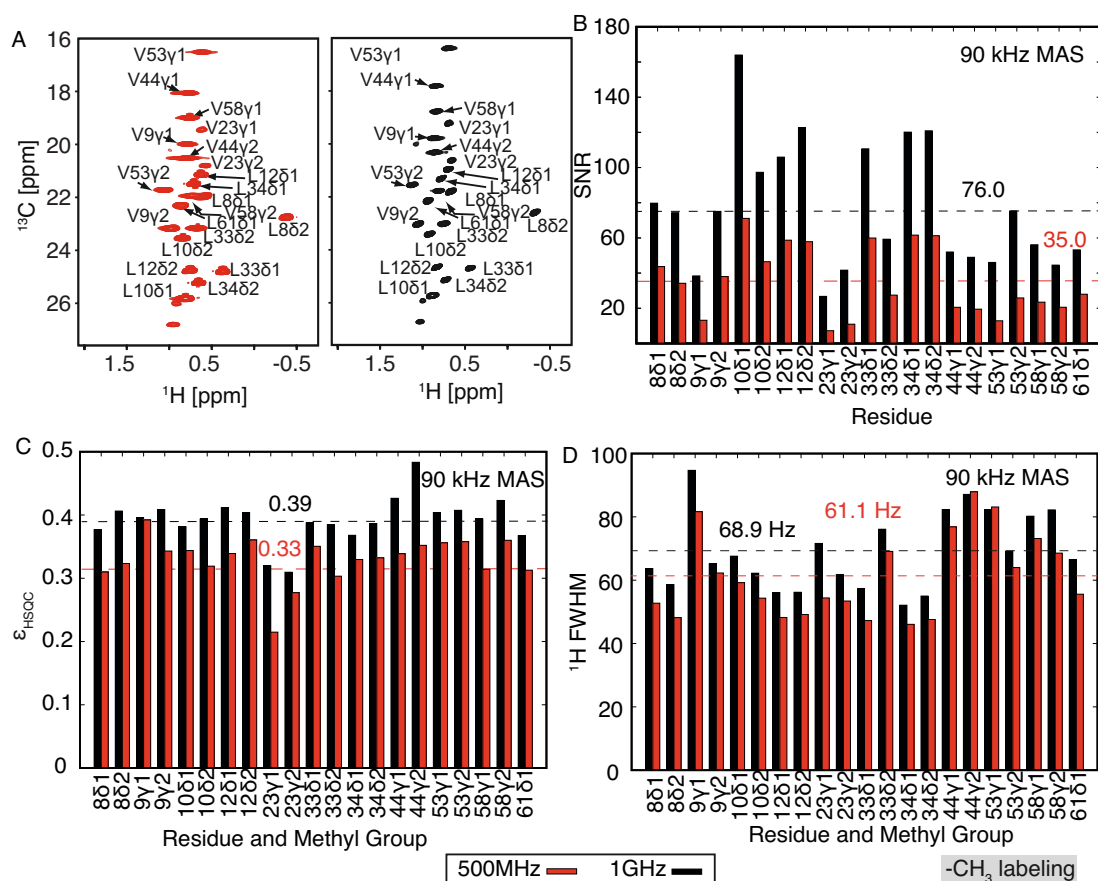 A
16
18
20
22
24
26
¹³C [ppm]
V53γ1
V44γ1
V58γ1
V23γ1
V9γ1
V44γ2
V53γ2
V23γ2
L12δ1
L34δ1
L8δ1
V58γ2
V9γ2
L61δ1
L8δ2
L33δ2
L10δ2
L12δ2
L33δ1
L10δ1
L34δ2
1.5 0.5 -0.5
¹H [ppm]
V53γ1
V44γ1
V58γ1
V23γ1
V9γ1
V44γ2
V53γ2
V23γ2
L12δ1
L34δ1
L8δ1
V58γ2
V9γ2
L61δ1
L8δ2
L33δ2
L10δ2
L12δ2
L33δ1
L10δ1
L34δ2
1.5 0.5 -0.5
¹H [ppm]
B
180
140
100
60
20
SNR
90 kHz MAS
76.0
35.0
8δ1 8δ2 9γ1 9γ2 10δ1 10δ2 12δ1 12δ2 23γ1 23γ2 33δ1 33δ2 34δ1 34δ2 44γ1 44γ2 53γ1 53γ2 58γ1 58γ2 61δ1
Residue
C
0.5
0.4
0.3
0.2
0.1
0
εHSQC
90 kHz MAS
0.39
0.33
8δ1 8δ2 9γ1 9γ2 10δ1 10δ2 12δ1 12δ2 23γ1 23γ2 33δ1 33δ2 34δ1 34δ2 44γ1 44γ2 53γ1 53γ2 58γ1 58γ2 61δ1
Residue and Methyl Group
D
100
80
60
40
20
0
¹H FWHM
90 kHz MAS
61.1 Hz
68.9 Hz
8δ1 8δ2 9γ1 9γ2 10δ1 10δ2 12δ1 12δ2 23γ1 23γ2 33δ1 33δ2 34δ1 34δ2 44γ1 44γ2 53γ1 53γ2 58γ1 58γ2 61δ1
Residue and Methyl Group
500MHz 1GHz
-CH₃ labeling